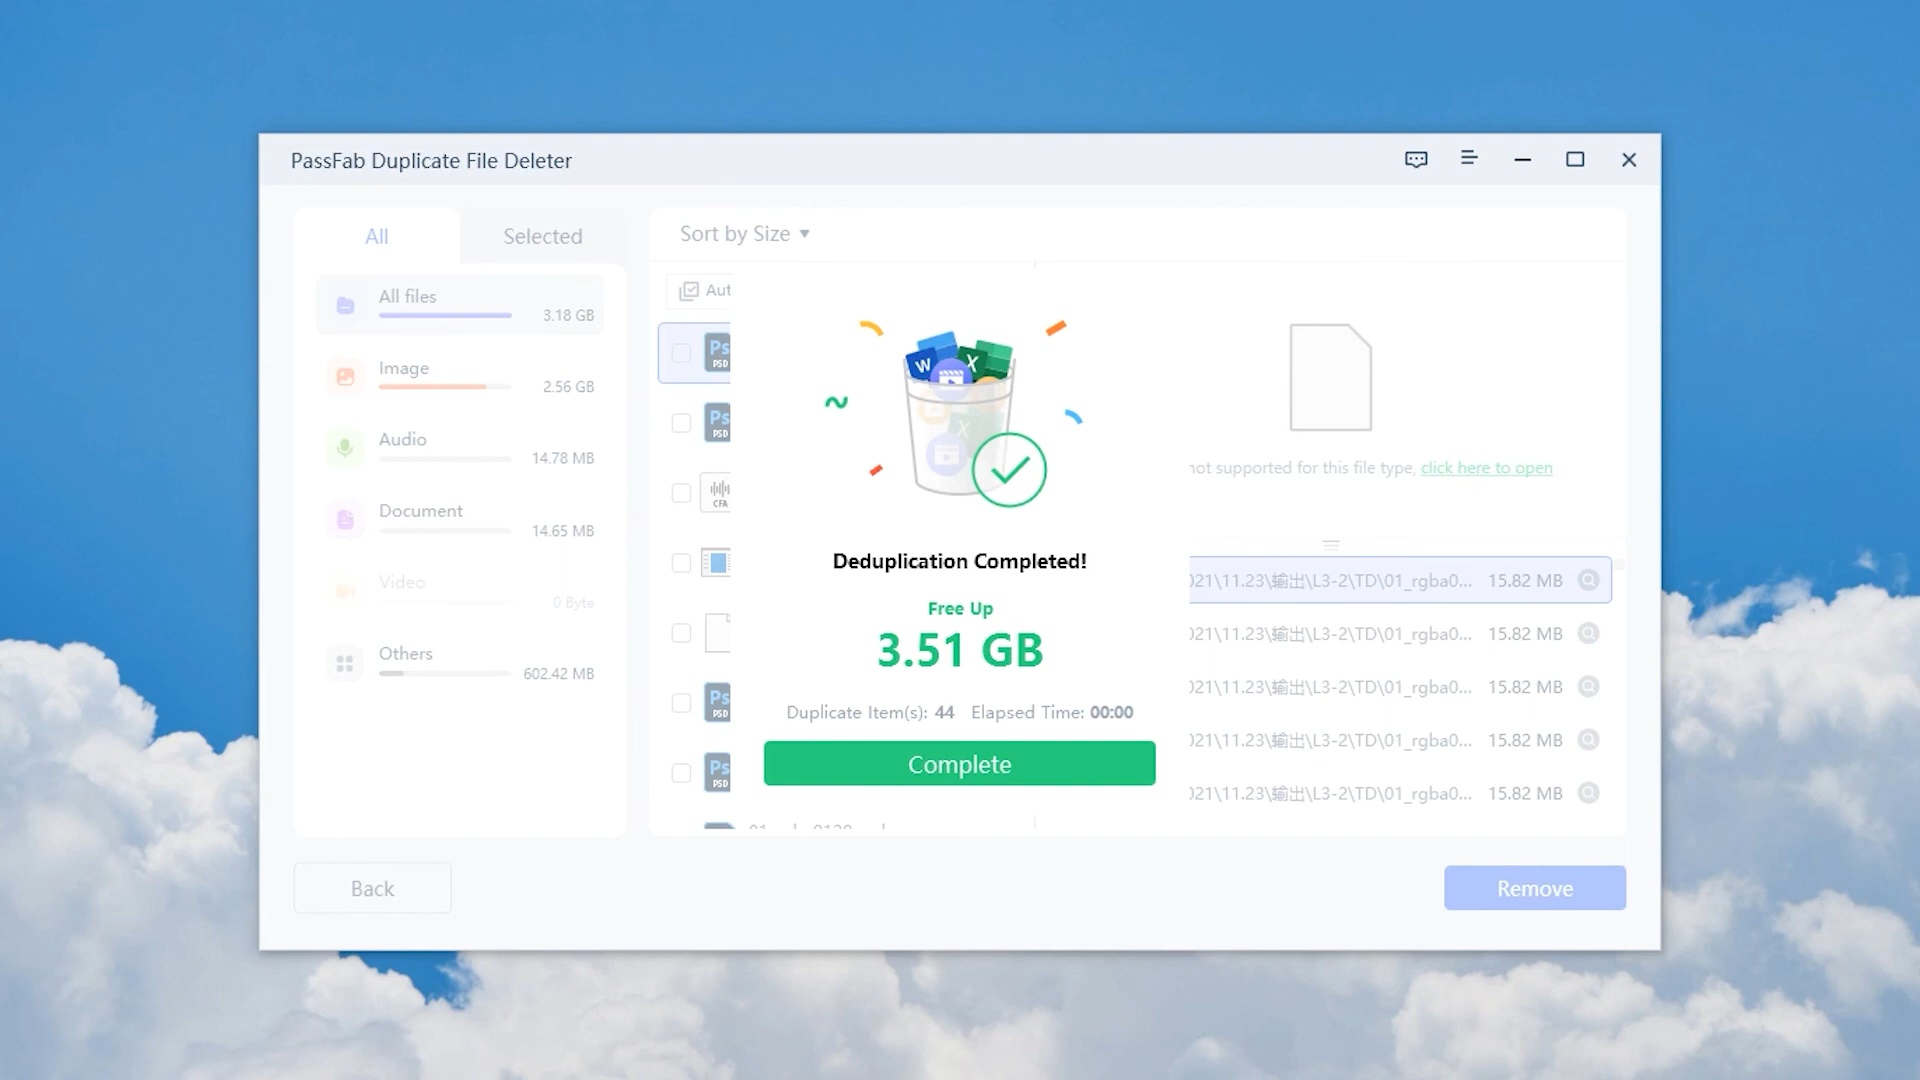 PassFab Duplicate File Deleter
All
Selected
All files
3.18 GB
Image
2.56 GB
Audio
14.78 MB
Document
14.65 MB
Video
0 Byte
Others
602.42 MB
Sort by Size
Aut
Ps
PSD
Ps
PSD
CFA
Ps
PSD
Ps
PSD
W
X
X
Deduplication Completed!
Free Up
3.51 GB
Duplicate Item(s): 44 Elapsed Time: 00:00
Complete
not supported for this file type, click here to open
021\11.23\输出\L3-2\TD\01_rgba0... 15.82 MB
021\11.23\输出\L3-2\TD\01_rgba0... 15.82 MB
021\11.23\输出\L3-2\TD\01_rgba0... 15.82 MB
021\11.23\输出\L3-2\TD\01_rgba0... 15.82 MB
021\11.23\输出\L3-2\TD\01_rgba0... 15.82 MB
Back
Remove